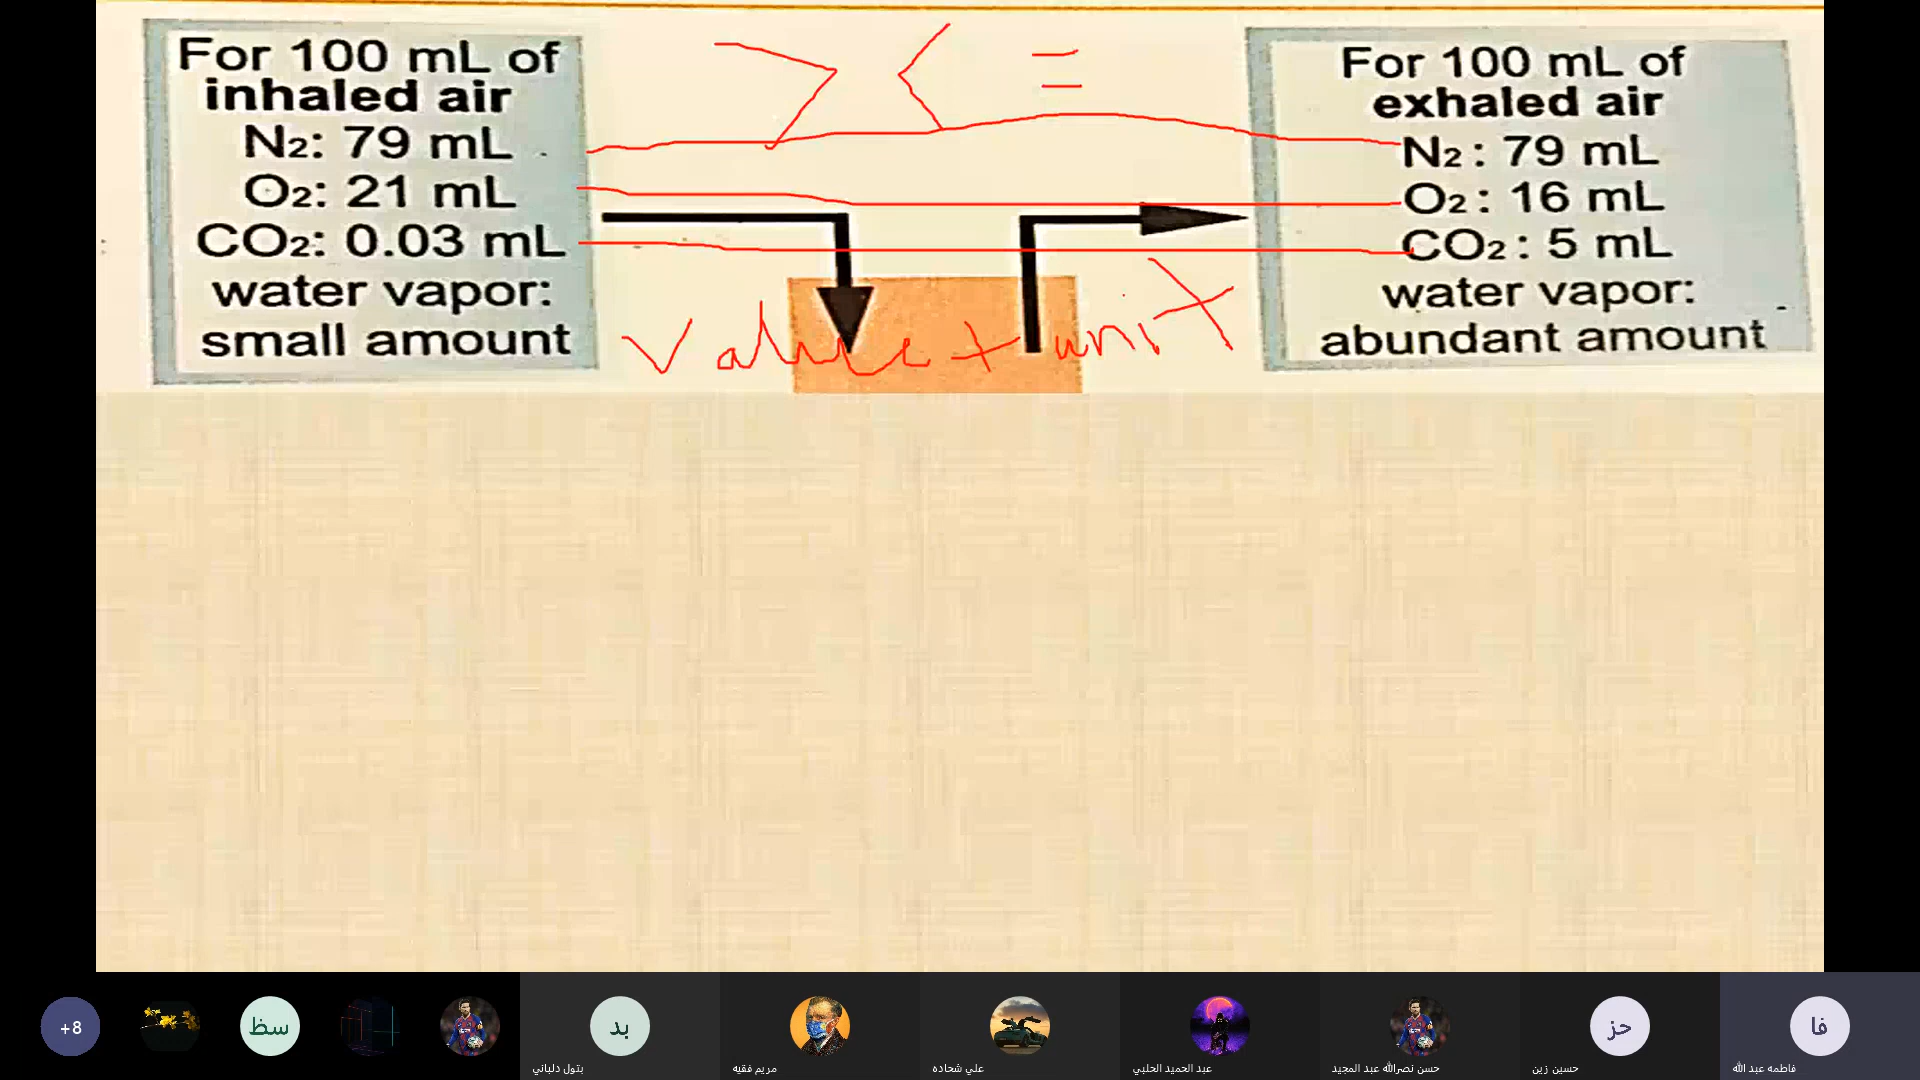 For 100 mL of
inhaled air
N2: 79 mL
O2: 21 mL
CO2: 0.03 mL
water vapor:
small amount
> < =
value + unit
For 100 mL of
exhaled air
N2 : 79 mL
O2 : 16 mL
CO2 : 5 mL
water vapor:
abundant amount
+8
سظ
بد
بتول دلباني
مريم فقيه
علي شحاده
عبد الحميد الحلبي
حسن نصرالله عبد المجيد
حز
حسين زين
فا
فاطمه عبد الله